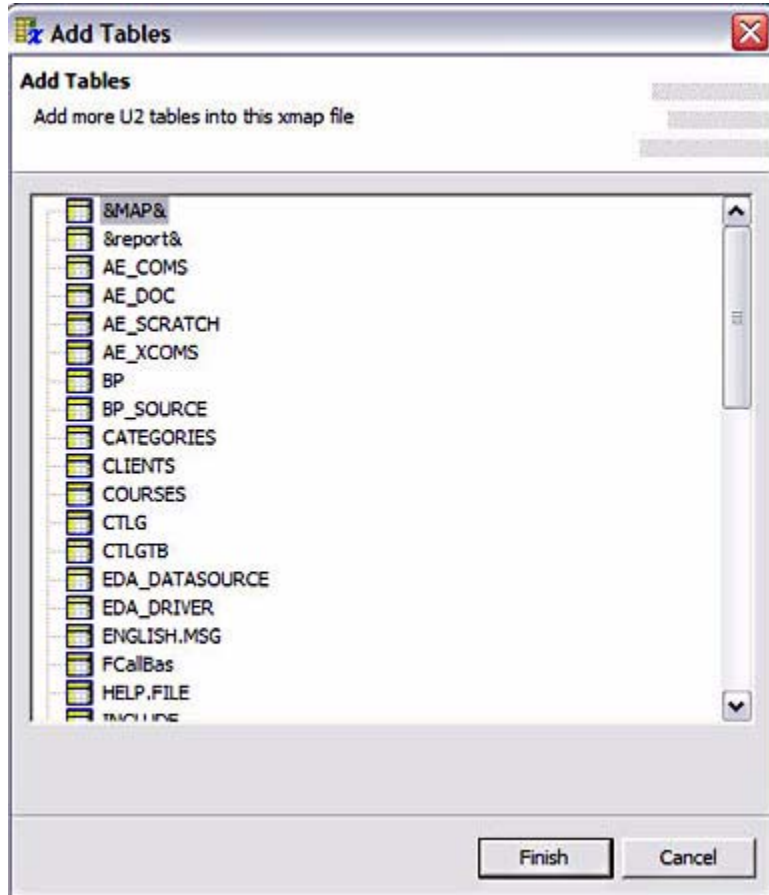 Add Tables
Add Tables
Add more U2 tables into this xmap file
&MAP&
&report&
AE_COMS
AE_DOC
AE_SCRATCH
AE_XCOMS
BP
BP_SOURCE
CATEGORIES
CLIENTS
COURSES
CTLG
CTLGTB
EDA_DATASOURCE
EDA_DRIVER
ENGLISH.MSG
FCallBas
HELP.FILE
INCLUDE
Finish
Cancel